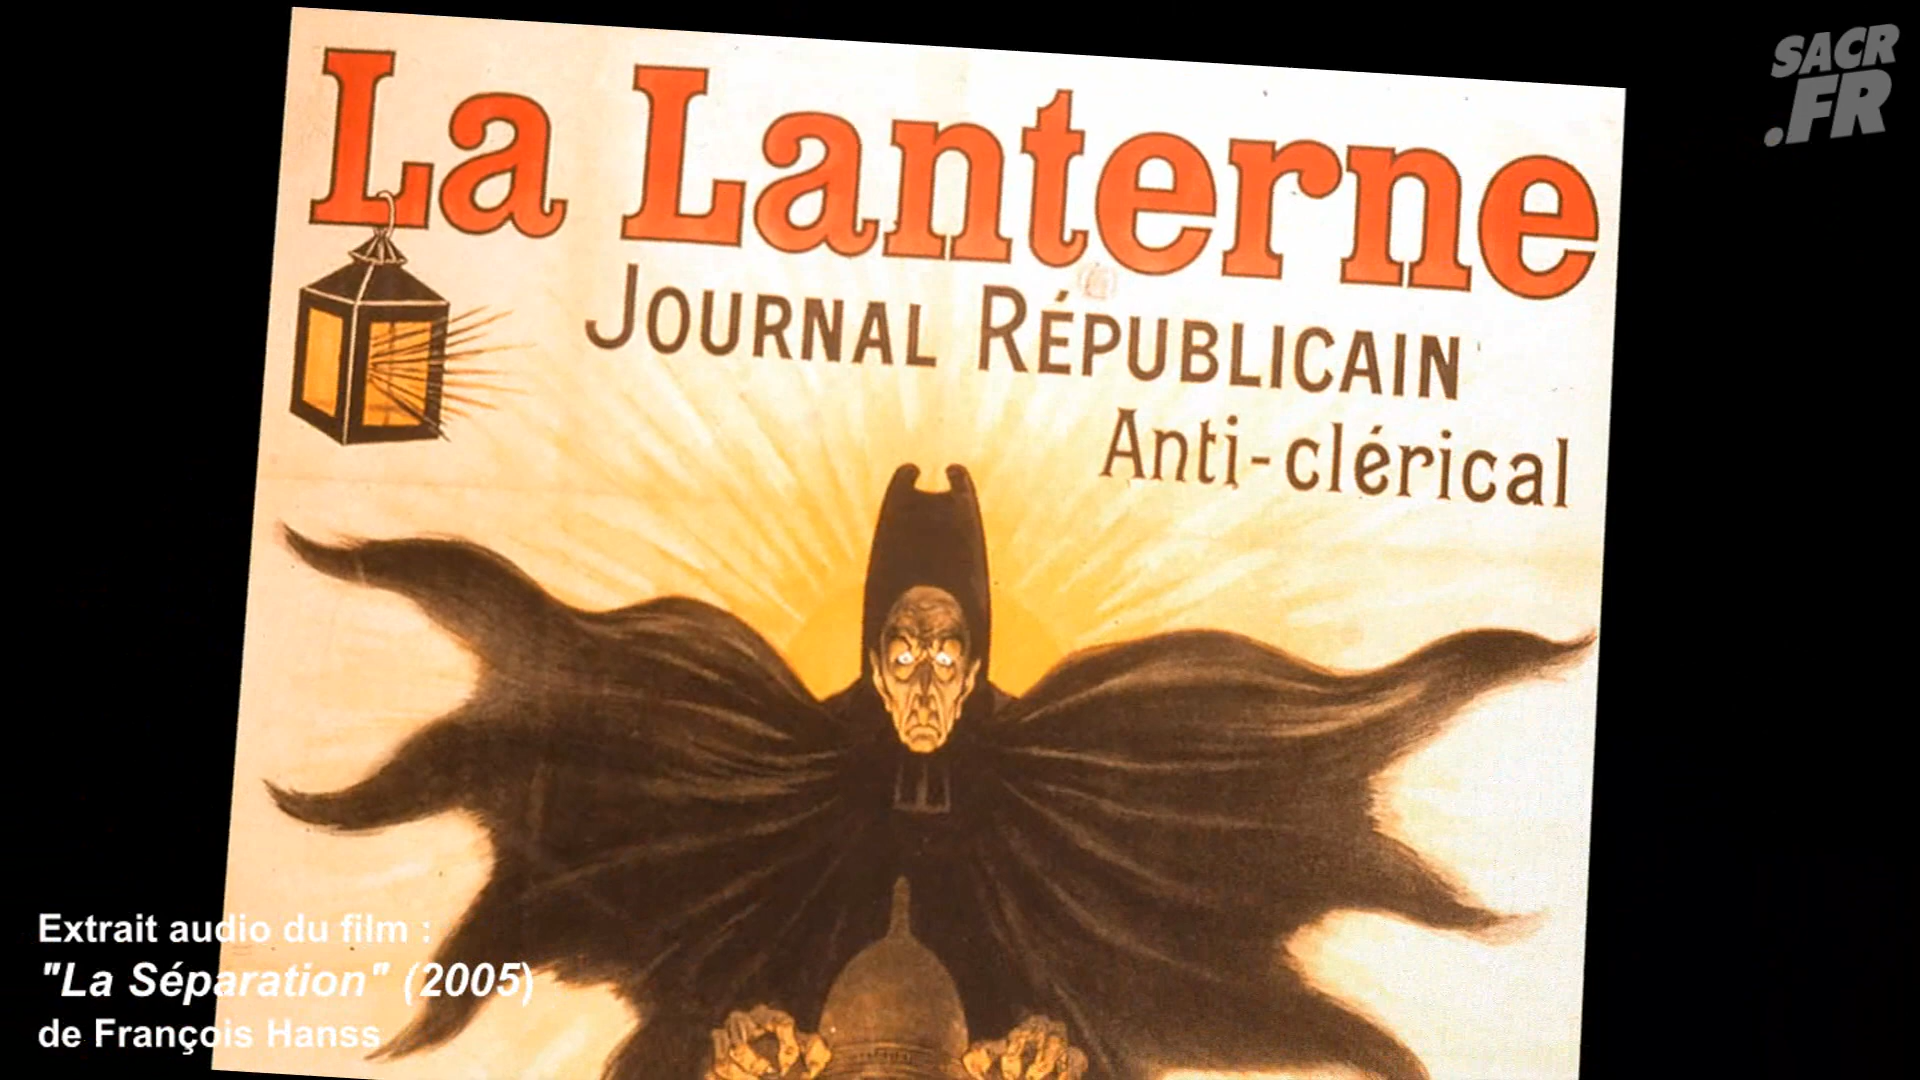 La Lanterne
JOURNAL RÉPUBLICAIN
Anti-clérical
SACR
.FR
Extrait audio du film :
"La Séparation" (2005)
de François Hanss